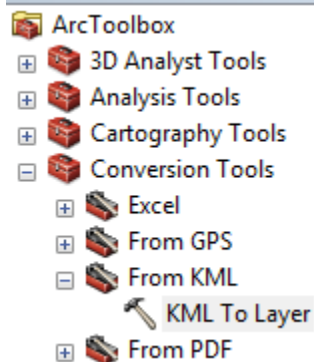 ArcToolbox
3D Analyst Tools
Analysis Tools
Cartography Tools
Conversion Tools
Excel
From GPS
From KML
KML To Layer
From PDF